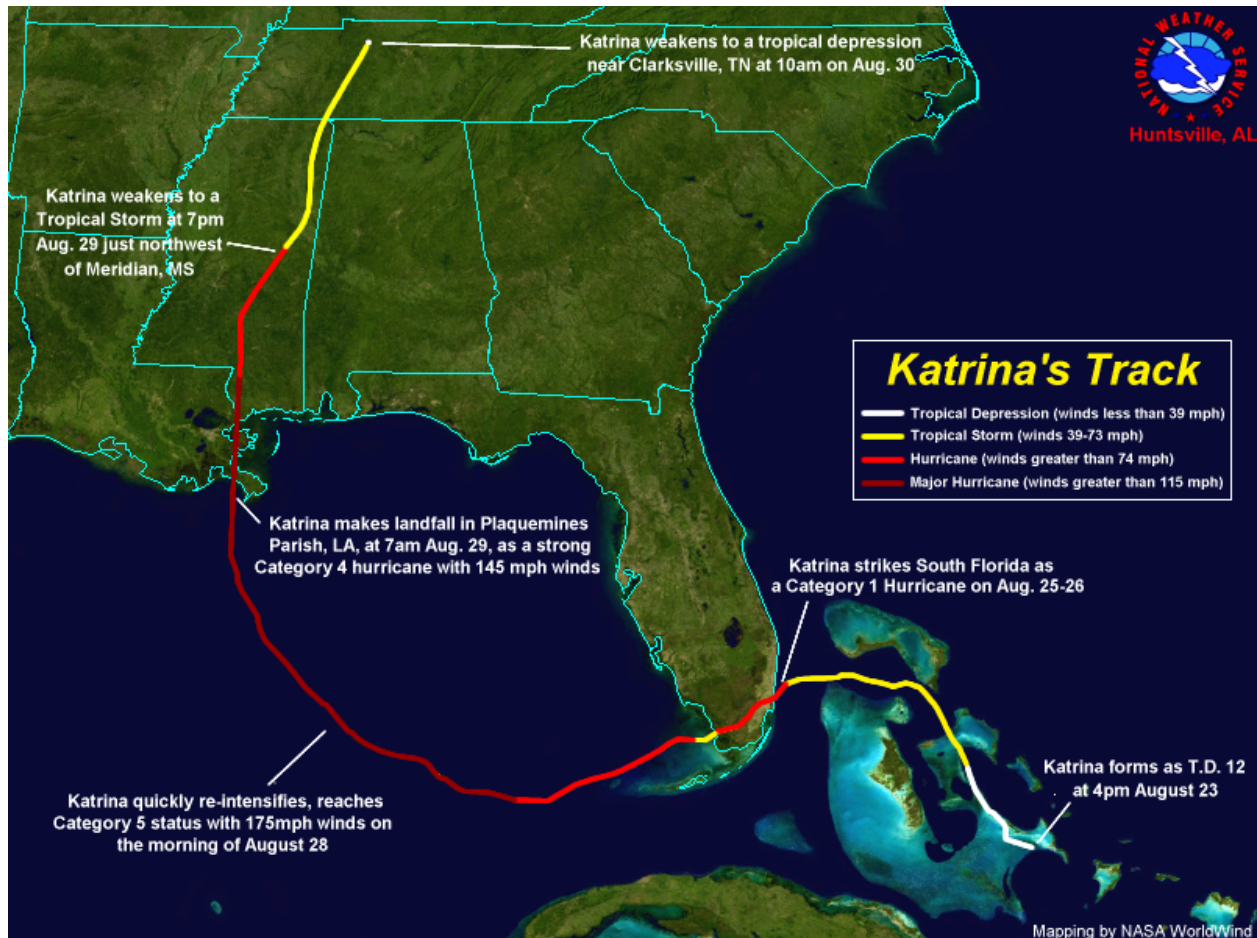 Katrina weakens to a tropical depression
near Clarksville, TN at 10am on Aug. 30
NATIONAL WEATHER SERVICE
Huntsville, AL
Katrina weakens to a
Tropical Storm at 7pm
Aug. 29 just northwest
of Meridian, MS
Katrina's Track
Tropical Depression (winds less than 39 mph)
Tropical Storm (winds 39-73 mph)
Hurricane (winds greater than 74 mph)
Major Hurricane (winds greater than 115 mph)
Katrina makes landfall in Plaquemines
Parish, LA, at 7am Aug. 29, as a strong
Category 4 hurricane with 145 mph winds
Katrina strikes South Florida as
a Category 1 Hurricane on Aug. 25-26
Katrina forms as T.D. 12
at 4pm August 23
Katrina quickly re-intensifies, reaches
Category 5 status with 175mph winds on
the morning of August 28
Mapping by NASA WorldWind